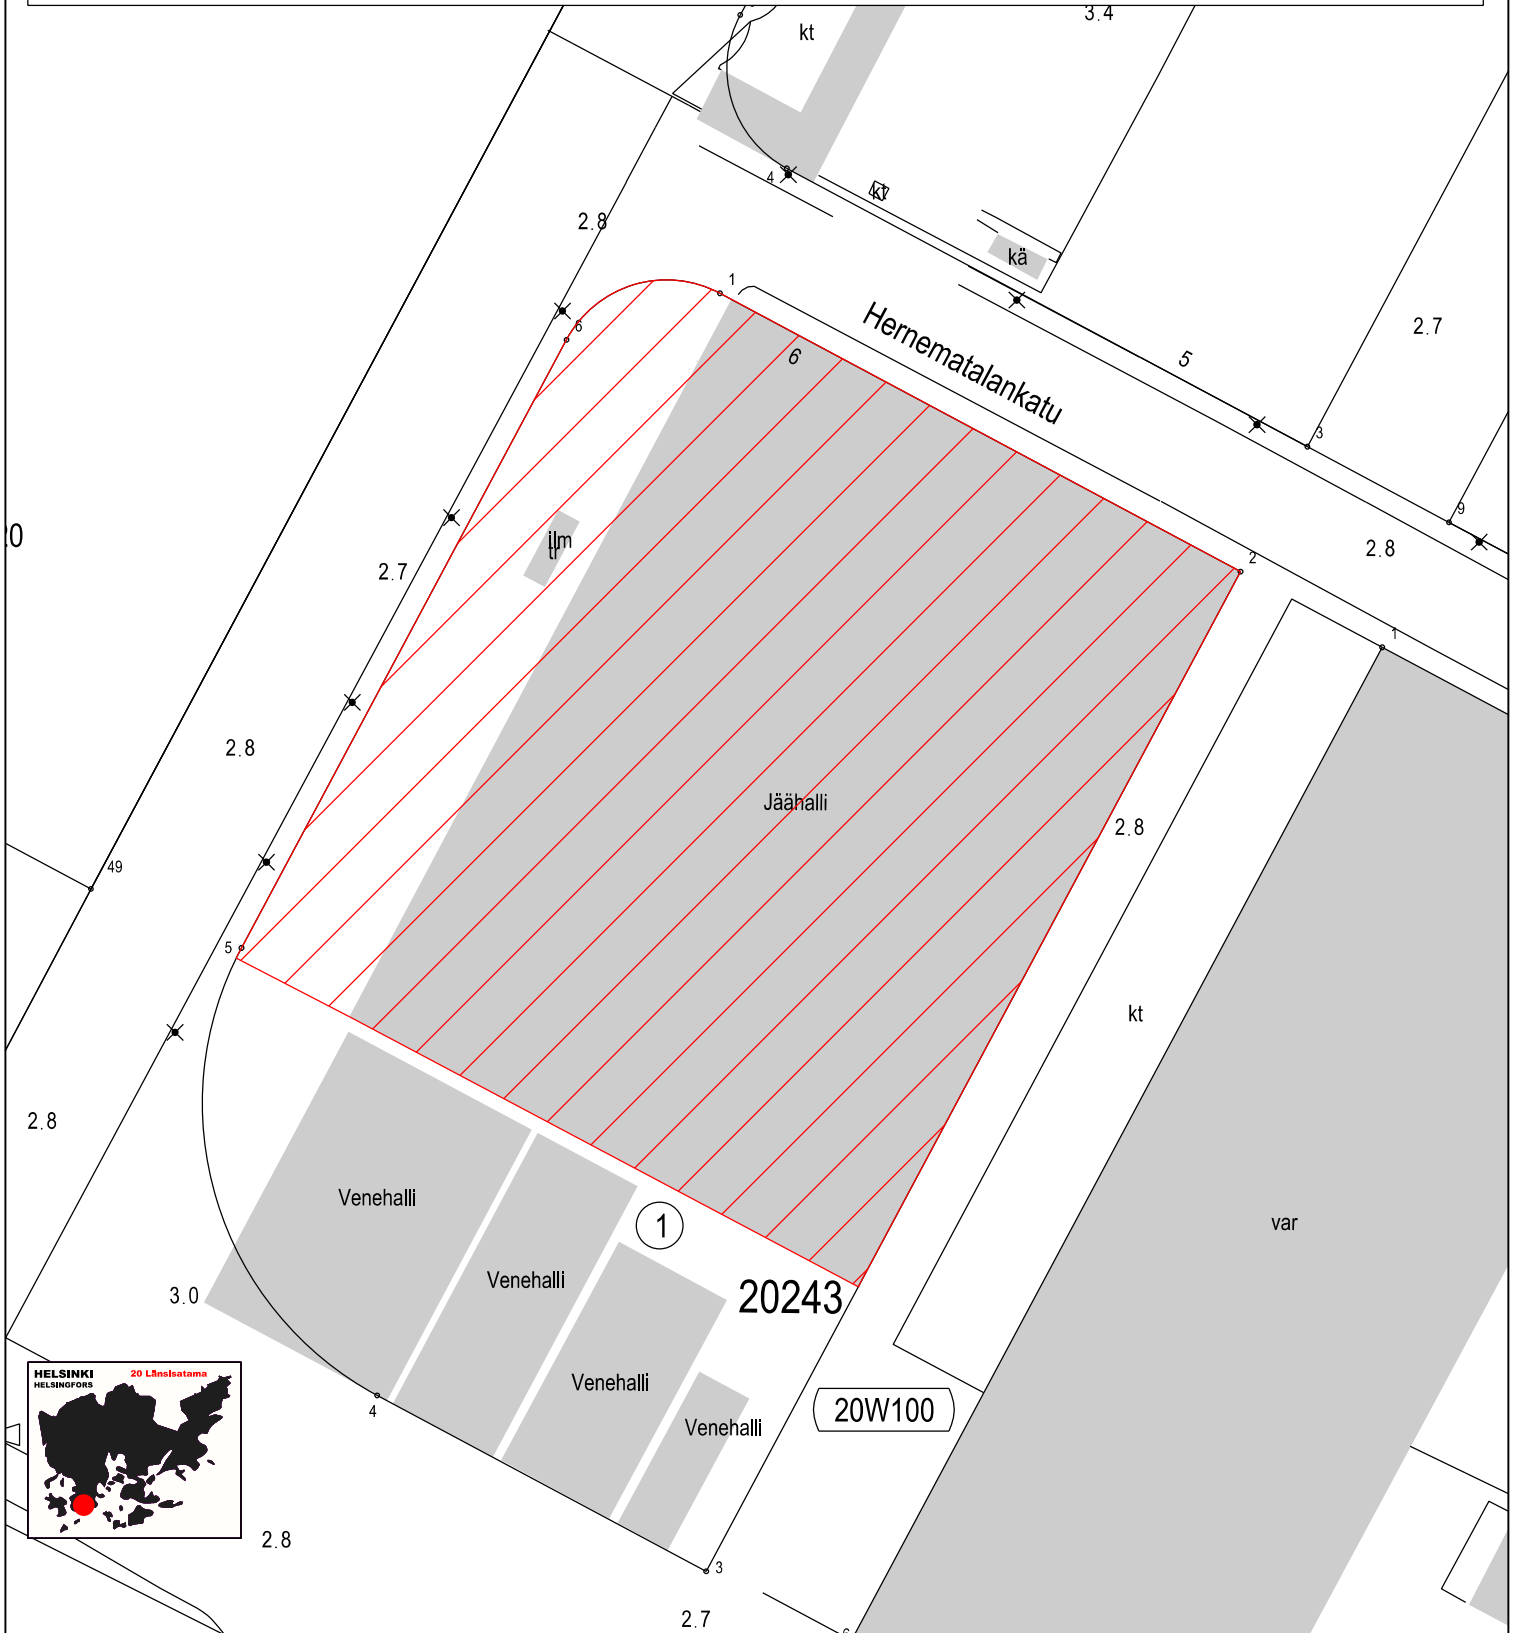 3.4
kt
4
kt
2.8
kä
1
6
Hernematalankatu
2.7
6
5
3
9
2.8
2
ilm
tr
2.7
1
2.8
Jäähalli
2.8
49
5
kt
2.8
Venehalli
1
var
Venehalli
20243
3.0
HELSINKI
HELSINGFORS
20 Länsisatama
Venehalli
20W100
4
Venehalli
2.8
3
2.7